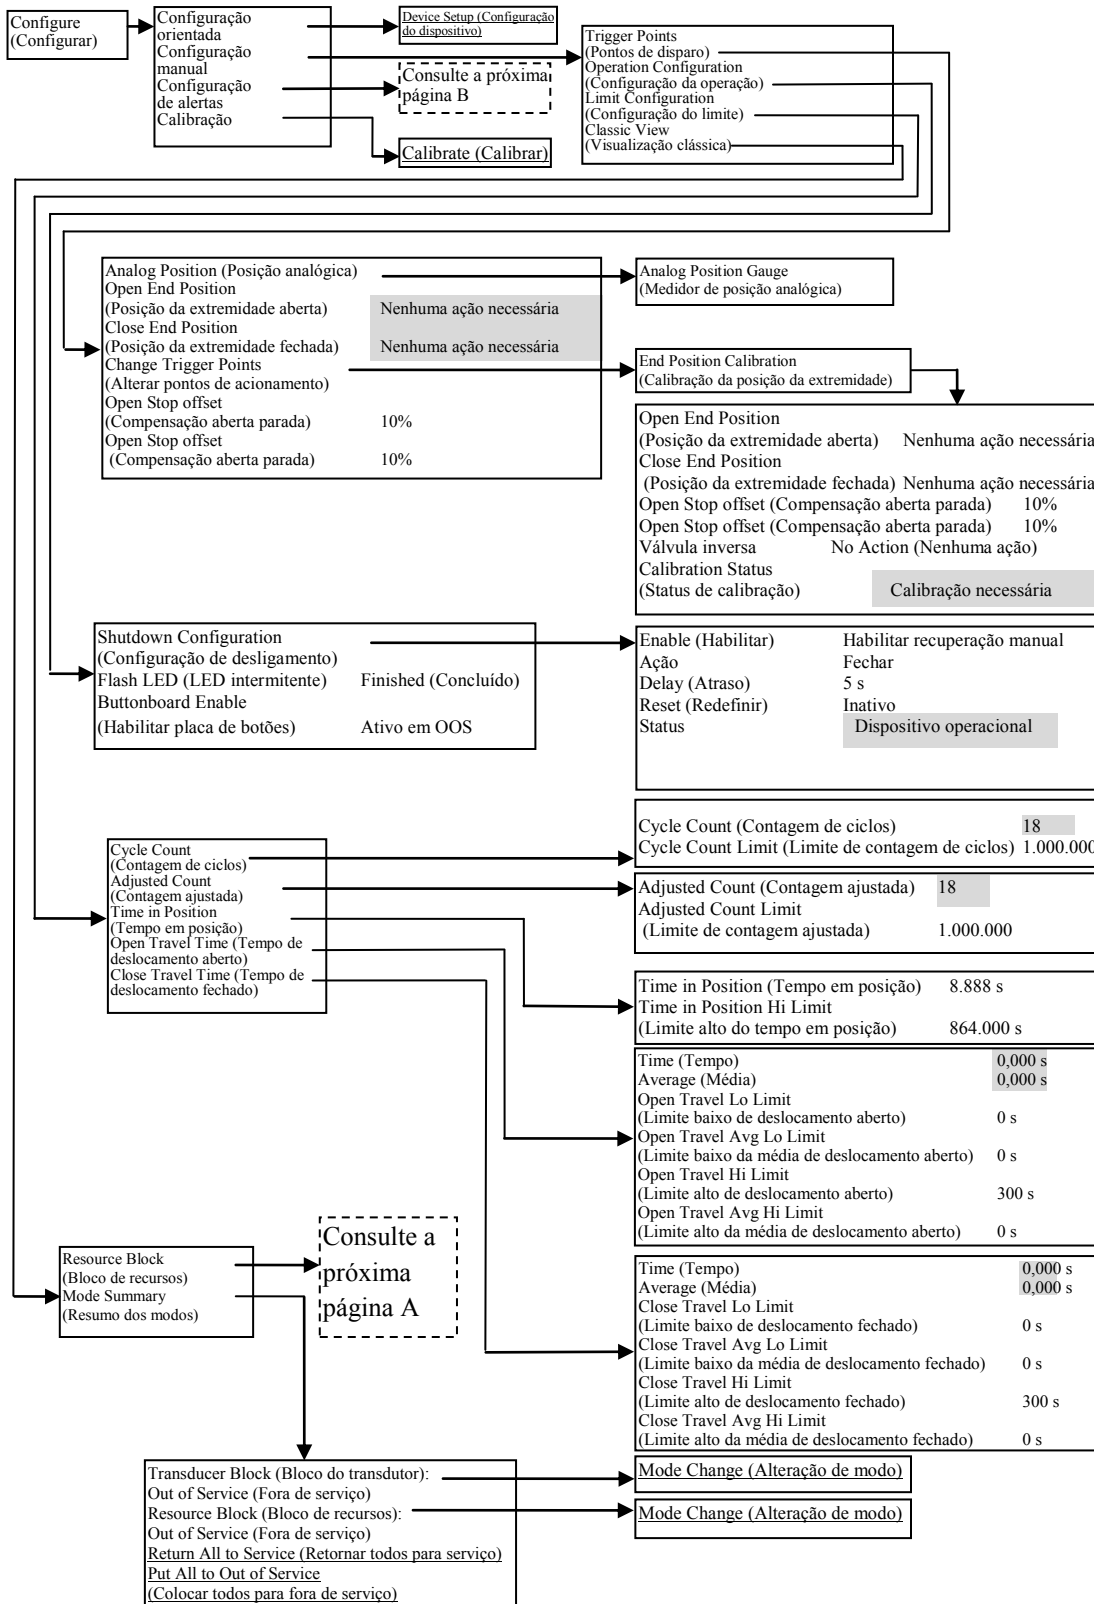 Configure
(Configurar)
Configuração
orientada
Configuração
manual
Configuração
de alertas
Calibração
Device Setup (Configuração
do dispositivo)
Consulte a próxima
página B
Calibrate (Calibrar)
Trigger Points
(Pontos de disparo)
Operation Configuration
(Configuração da operação)
Limit Configuration
(Configuração do limite)
Classic View
(Visualização clássica)
Analog Position (Posição analógica)
Open End Position
(Posição da extremidade aberta) Nenhuma ação necessária
Close End Position
(Posição da extremidade fechada) Nenhuma ação necessária
Change Trigger Points
(Alterar pontos de acionamento)
Open Stop offset
(Compensação aberta parada) 10%
Open Stop offset
(Compensação aberta parada) 10%
Analog Position Gauge
(Medidor de posição analógica)
End Position Calibration
(Calibração da posição da extremidade)
Open End Position
(Posição da extremidade aberta) Nenhuma ação necessária
Close End Position
(Posição da extremidade fechada) Nenhuma ação necessária
Open Stop offset (Compensação aberta parada) 10%
Open Stop offset (Compensação aberta parada) 10%
Válvula inversa No Action (Nenhuma ação)
Calibration Status
(Status de calibração) Calibração necessária
Shutdown Configuration
(Configuração de desligamento)
Flash LED (LED intermitente) Finished (Concluído)
Buttonboard Enable
(Habilitar placa de botões) Ativo em OOS
Enable (Habilitar) Habilitar recuperação manual
Ação Fechar
Delay (Atraso) 5 s
Reset (Redefinir) Inativo
Status Dispositivo operacional
Cycle Count
(Contagem de ciclos)
Adjusted Count
(Contagem ajustada)
Time in Position
(Tempo em posição)
Open Travel Time (Tempo de
deslocamento aberto)
Close Travel Time (Tempo de
deslocamento fechado)
Cycle Count (Contagem de ciclos) 18
Cycle Count Limit (Limite de contagem de ciclos) 1.000.000
Adjusted Count (Contagem ajustada) 18
Adjusted Count Limit
(Limite de contagem ajustada) 1.000.000
Time in Position (Tempo em posição) 8.888 s
Time in Position Hi Limit
(Limite alto do tempo em posição) 864.000 s
Time (Tempo) 0,000 s
Average (Média) 0,000 s
Open Travel Lo Limit
(Limite baixo de deslocamento aberto) 0 s
Open Travel Avg Lo Limit
(Limite baixo da média de deslocamento aberto) 0 s
Open Travel Hi Limit
(Limite alto de deslocamento aberto) 300 s
Open Travel Avg Hi Limit
(Limite alto da média de deslocamento aberto) 0 s
Resource Block
(Bloco de recursos)
Mode Summary
(Resumo dos modos)
Consulte a
próxima
página A
Time (Tempo) 0,000 s
Average (Média) 0,000 s
Close Travel Lo Limit
(Limite baixo de deslocamento fechado) 0 s
Close Travel Avg Lo Limit
(Limite baixo da média de deslocamento fechado) 0 s
Close Travel Hi Limit
(Limite alto de deslocamento fechado) 300 s
Close Travel Avg Hi Limit
(Limite alto da média de deslocamento fechado) 0 s
Transducer Block (Bloco do transdutor):
Out of Service (Fora de serviço)
Resource Block (Bloco de recursos):
Out of Service (Fora de serviço)
Return All to Service (Retornar todos para serviço)
Put All to Out of Service
(Colocar todos para fora de serviço)
Mode Change (Alteração de modo)
Mode Change (Alteração de modo)